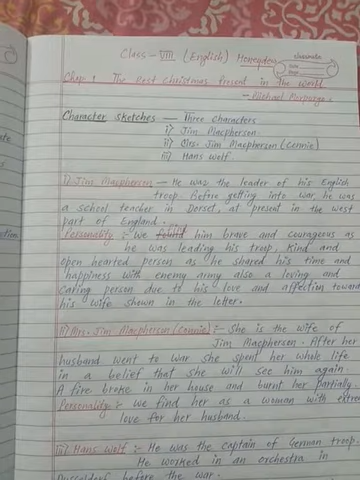 Class - VIII (English) Honeydew
classmate
Date
Page
Chap. 1 The Best Christmas Present in the World
- Michael Morpurgo
Character sketches - Three characters
i) Jim Macpherson
ii) Mrs. Jim Macpherson (Connie)
iii) Hans Wolf.
i) Jim Macpherson - He was the leader of his English
troop. Before getting into war, he was
a school teacher in Dorset, at present in the west
part of England.
Personality :- We him brave and courageous as
he was leading his troop, kind and
open hearted person as he shared his time and
happiness with enemy army also a loving and
caring person due to his love and affection toward
his wife shown in the letter.
ii) Mrs. Jim Macpherson (Connie) :- She is the wife of
Jim Macpherson. After her
husband went to war she spent her whole life
in a belief that she will see him again.
A fire broke in her house and burnt her partially.
Personality :- We find her as a woman with extre
love for her husband.
iii) Hans Wolf :- He was the captain of German troop.
He worked in an orchestra in
Dusseldorf before the war.